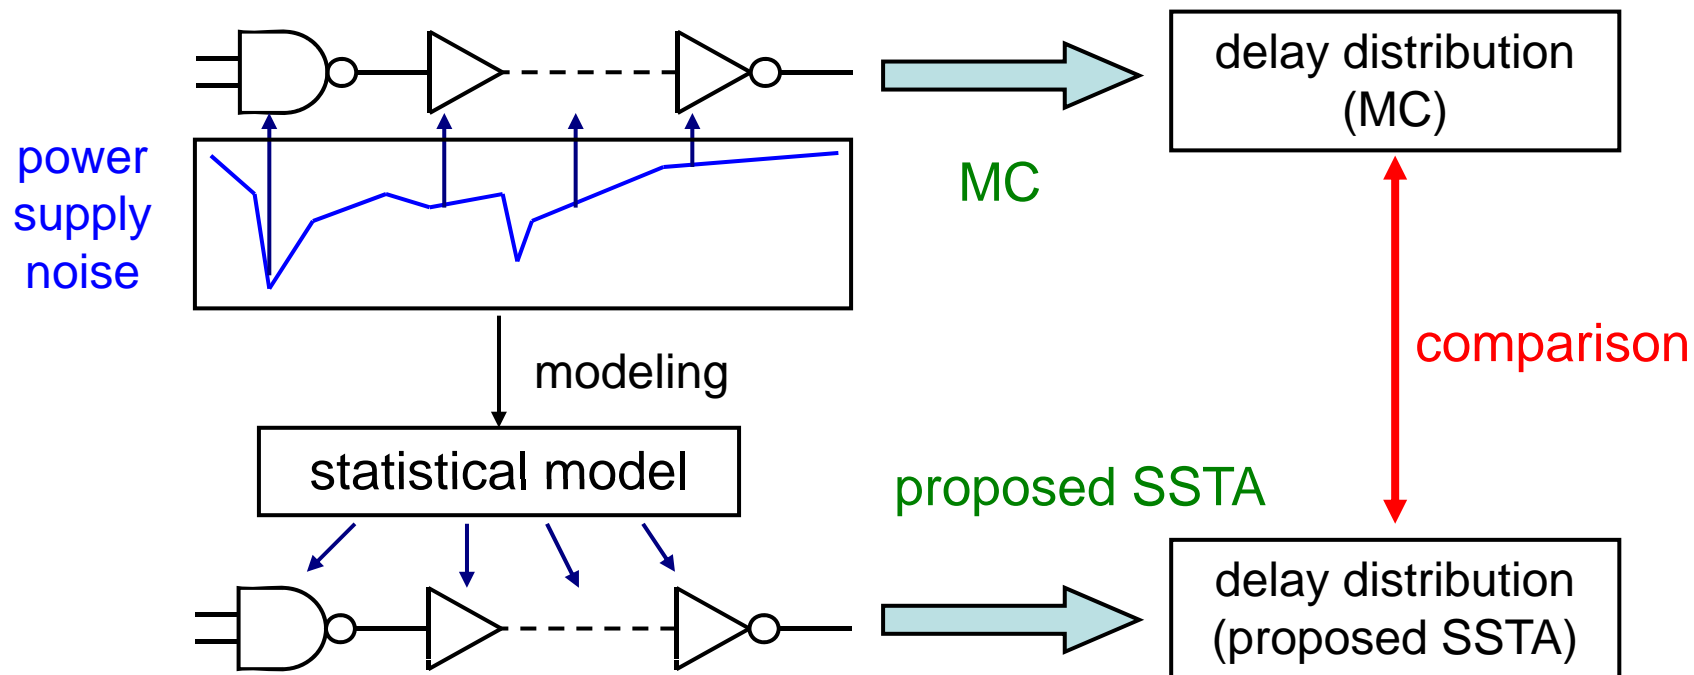 delay distribution
(MC)
power
supply
noise
MC
comparison
modeling
statistical model
proposed SSTA
delay distribution
(proposed SSTA)